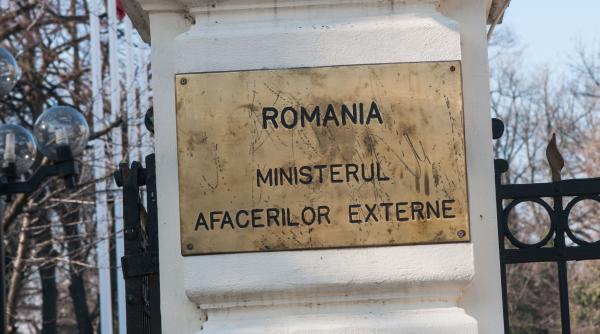 ROMANIA
MINISTERUL
AFACERILOR EXTERNE